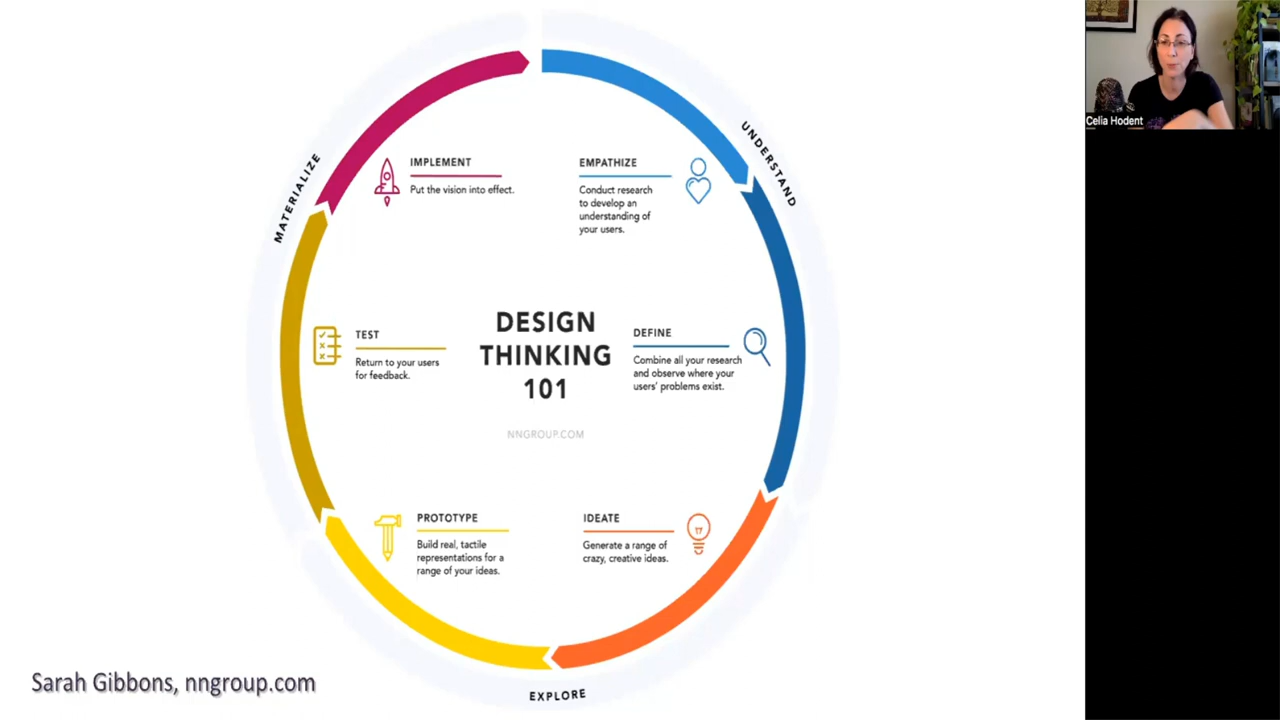 Celia Hodent
UNDERSTAND
MATERIALIZE
IMPLEMENT
Put the vision into effect.
EMPATHIZE
Conduct research
to develop an
understanding of
your users.
DESIGN
THINKING
101
NNGROUP.COM
DEFINE
Combine all your research
and observe where your
users' problems exist.
TEST
Return to your users
for feedback.
PROTOTYPE
Build real, tactile
representations for a
range of your ideas.
IDEATE
Generate a range of
crazy, creative ideas.
EXPLORE
Sarah Gibbons, nngroup.com